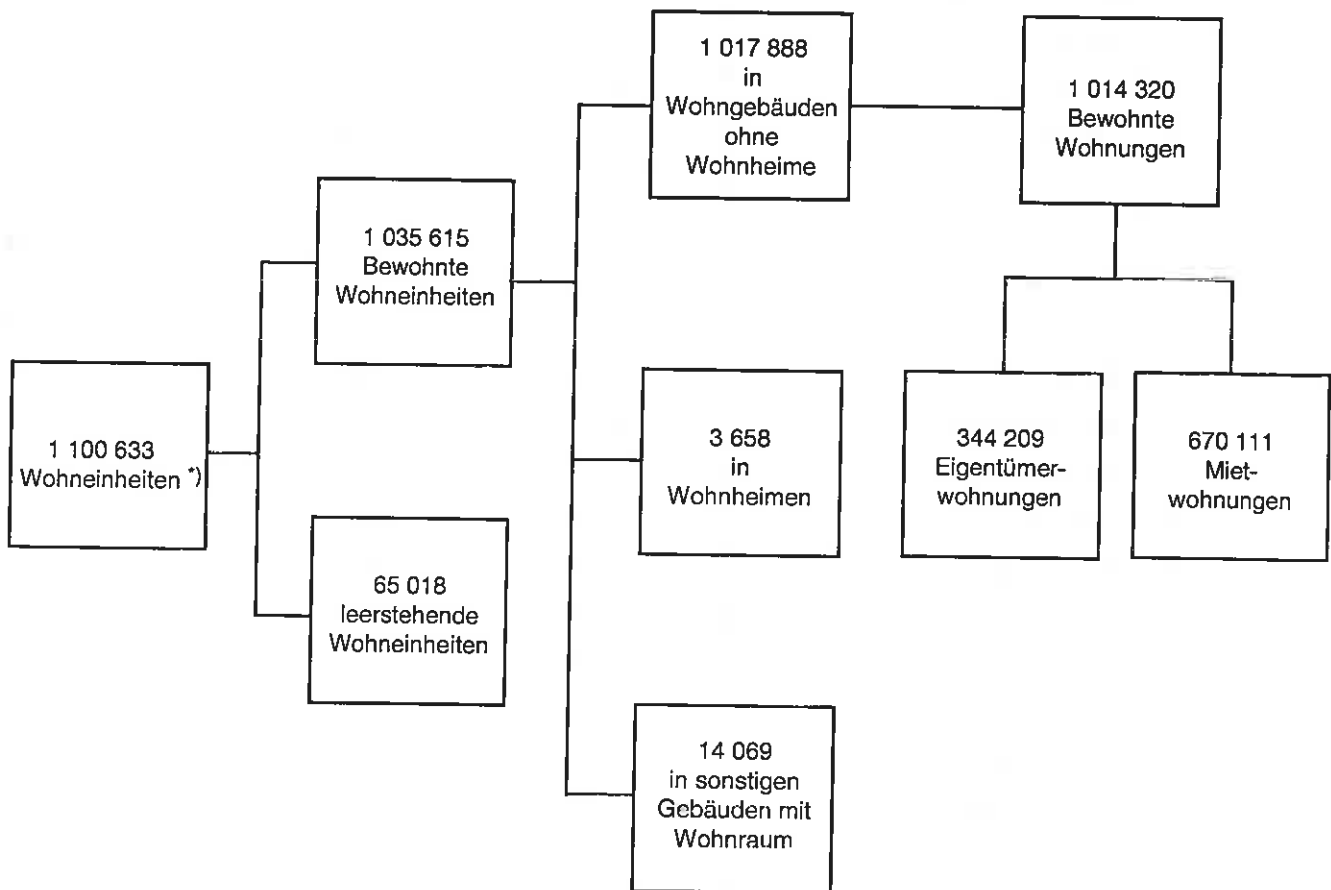 1 100 633
Wohneinheiten *)
1 035 615
Bewohnte
Wohneinheiten
65 018
leerstehende
Wohneinheiten
1 017 888
in
Wohngebäuden
ohne
Wohnheime
3 658
in
Wohnheimen
14 069
in sonstigen
Gebäuden mit
Wohnraum
1 014 320
Bewohnte
Wohnungen
344 209
Eigentümer-
wohnungen
670 111
Miet-
wohnungen